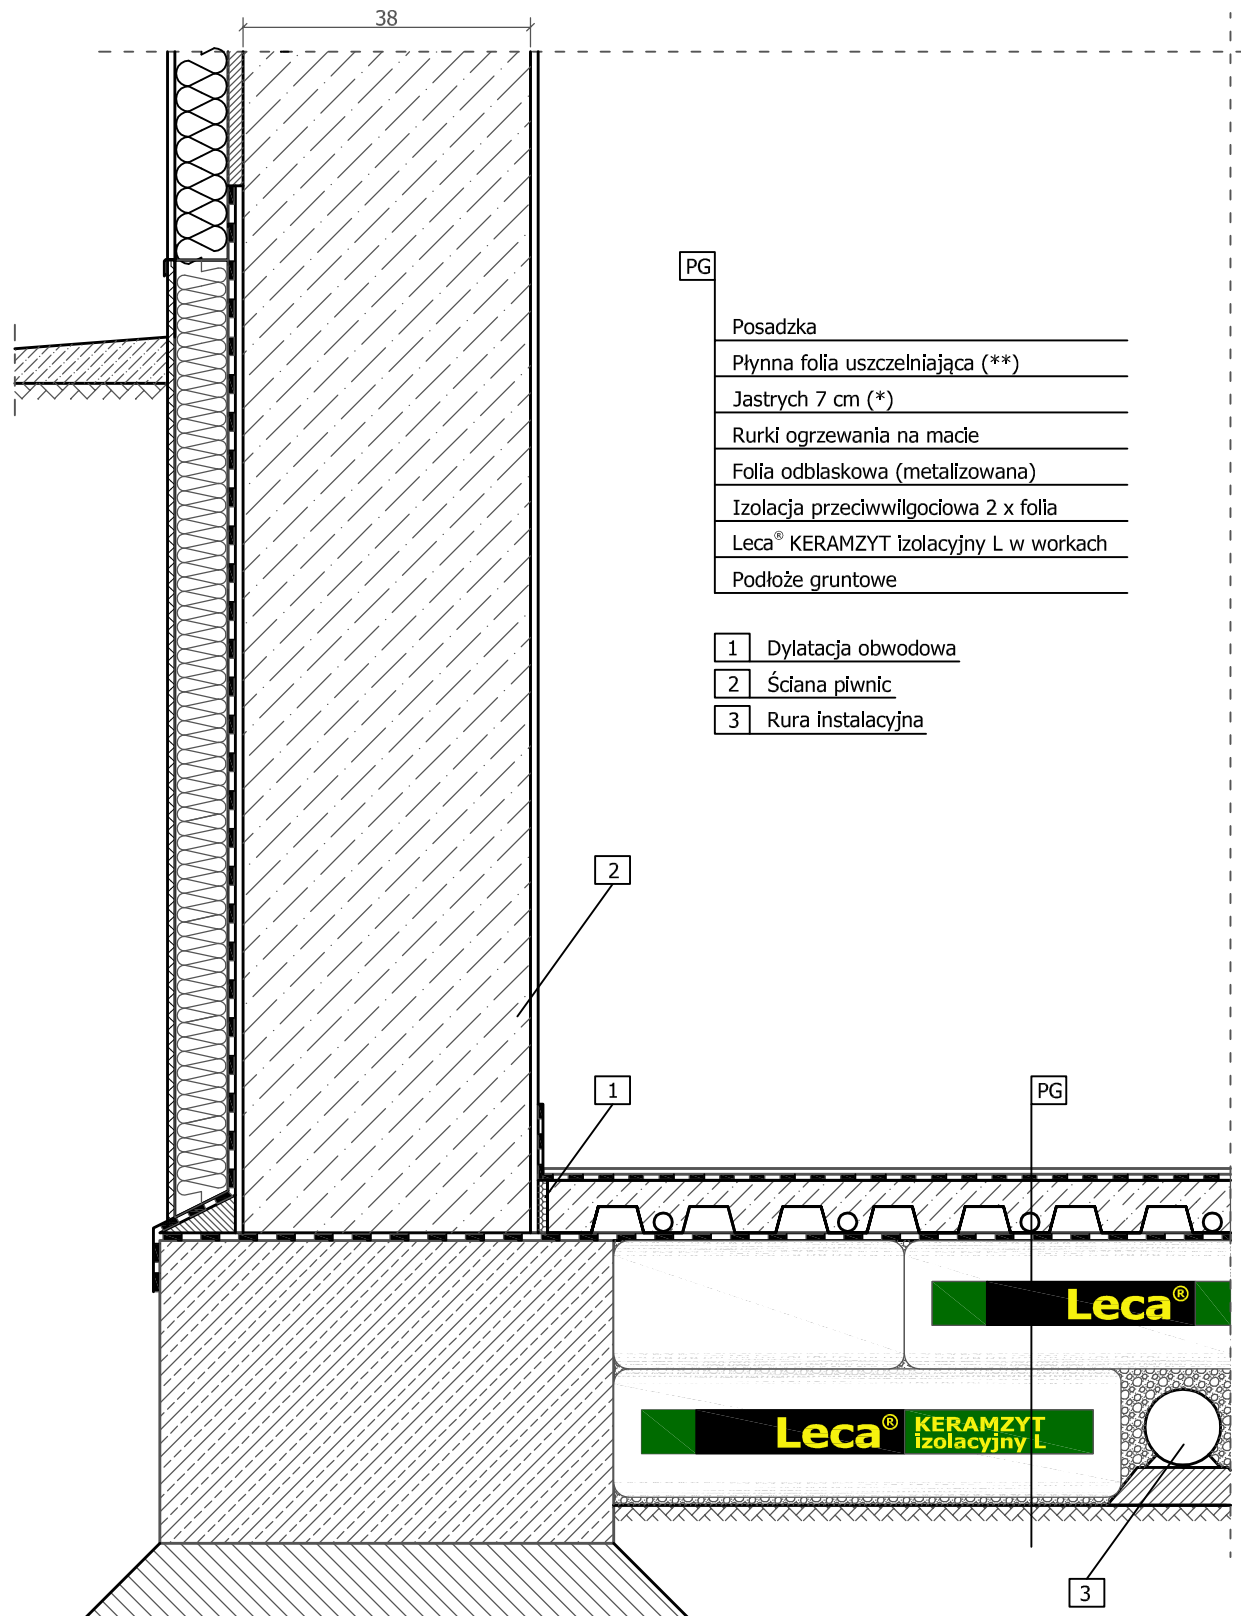 38
PG
Posadzka
Płynna folia uszczelniająca (**)
Jastrych 7 cm (*)
Rurki ogrzewania na macie
Folia odblaskowa (metalizowana)
Izolacja przeciwwilgociowa 2 x folia
Leca® KERAMZYT izolacyjny L w workach
Podłoże gruntowe
1 Dylatacja obwodowa
2 Ściana piwnic
3 Rura instalacyjna
2
1
PG
Leca®
Leca® KERAMZYT
izolacyjny L
3